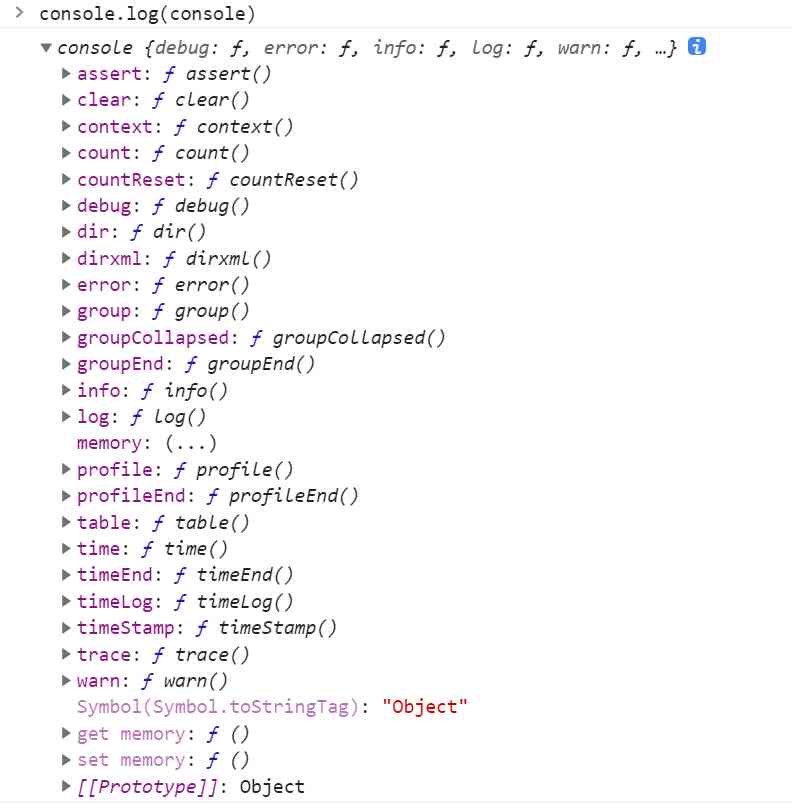 > console.log(console)
▼ console {debug: ƒ, error: ƒ, info: ƒ, log: ƒ, warn: ƒ, …} i
▶ assert: ƒ assert()
▶ clear: ƒ clear()
▶ context: ƒ context()
▶ count: ƒ count()
▶ countReset: ƒ countReset()
▶ debug: ƒ debug()
▶ dir: ƒ dir()
▶ dirxml: ƒ dirxml()
▶ error: ƒ error()
▶ group: ƒ group()
▶ groupCollapsed: ƒ groupCollapsed()
▶ groupEnd: ƒ groupEnd()
▶ info: ƒ info()
▶ log: ƒ log()
memory: (...)
▶ profile: ƒ profile()
▶ profileEnd: ƒ profileEnd()
▶ table: ƒ table()
▶ time: ƒ time()
▶ timeEnd: ƒ timeEnd()
▶ timeLog: ƒ timeLog()
▶ timeStamp: ƒ timeStamp()
▶ trace: ƒ trace()
▶ warn: ƒ warn()
Symbol(Symbol.toStringTag): "Object"
▶ get memory: ƒ ()
▶ set memory: ƒ ()
▶ [[Prototype]]: Object